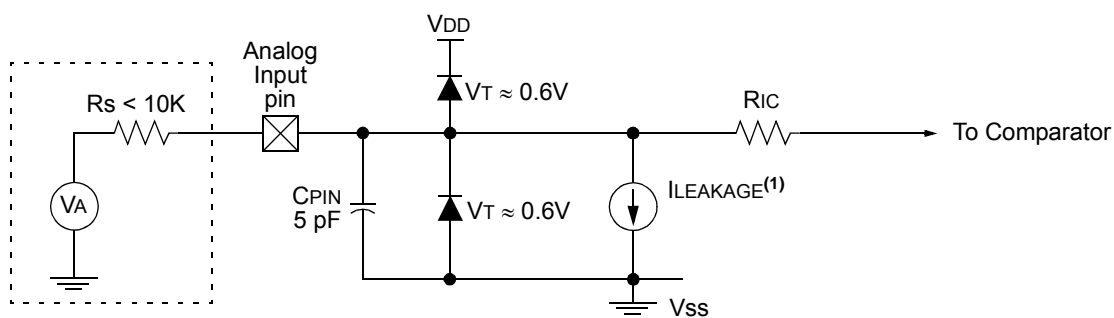 VDD
Analog
Input
pin
Rs < 10K
VT ≈ 0.6V
RIC
To Comparator
VA
CPIN
5 pF
VT ≈ 0.6V
ILEAKAGE(1)
Vss